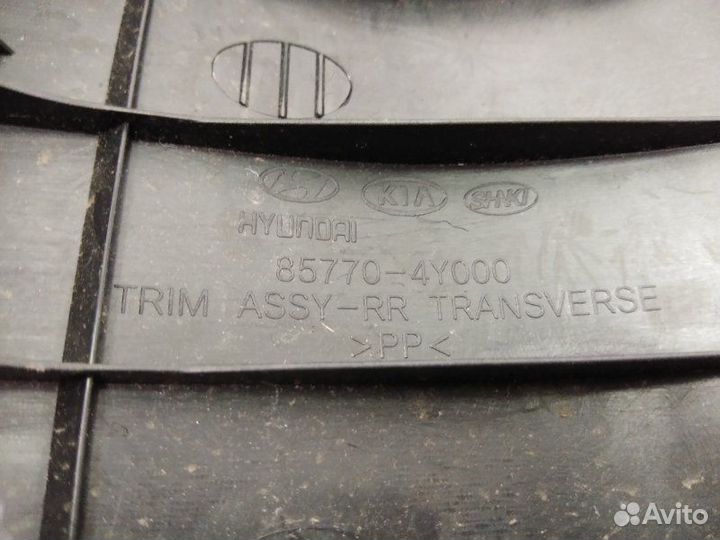 KIA SHKI
HYUNDAI
85770-4Y000
TRIM ASSY-RR TRANSVERSE
>PP<
Avito